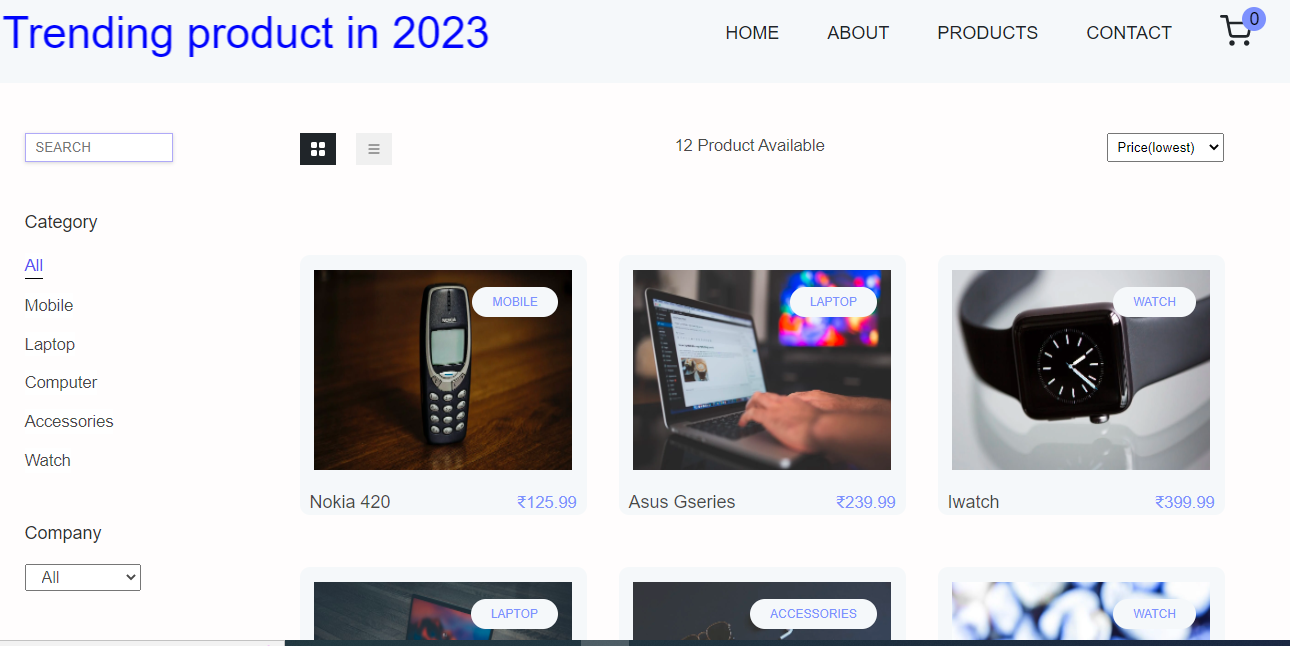 Trending product in 2023
HOME
ABOUT
PRODUCTS
CONTACT
0
SEARCH
12 Product Available
Price(lowest)
Category
All
Mobile
Laptop
Computer
Accessories
Watch
Company
All
MOBILE
NOKIA
Nokia 420
₹125.99
LAPTOP
Asus Gseries
₹239.99
WATCH
Iwatch
₹399.99
LAPTOP
ACCESSORIES
WATCH